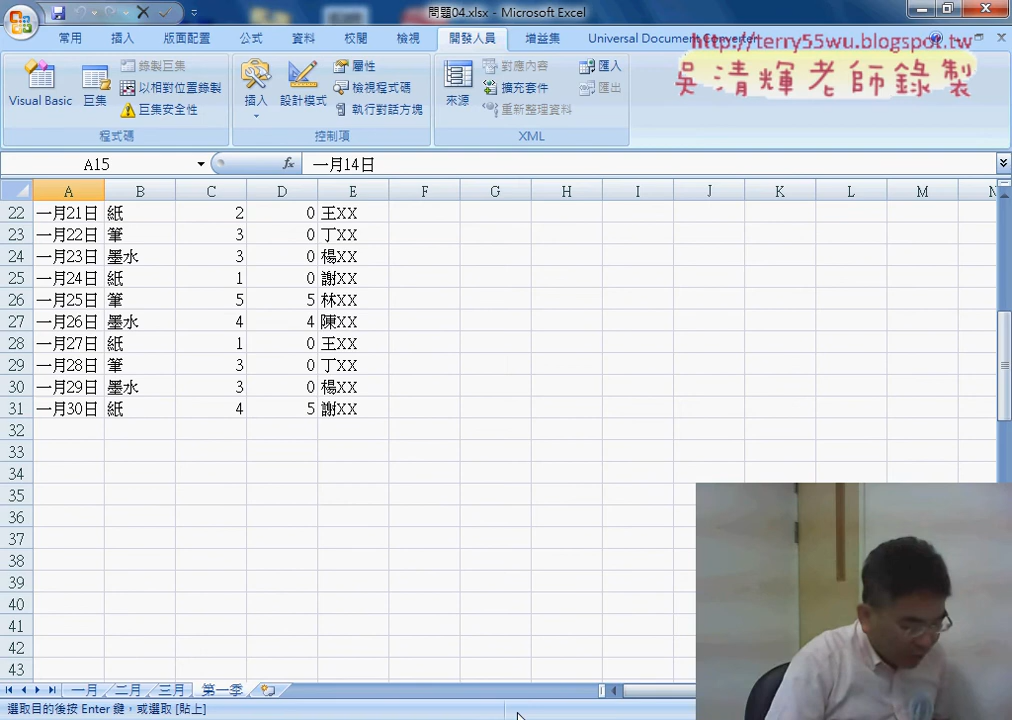 問題04.xlsx - Microsoft Excel
常用 插入 版面配置 公式 資料 校閱 檢視 開發人員 增益集 Universal Document Converter
http://terry55wu.blogspot.tw
吳清輝老師錄製
Visual Basic 巨集 錄製巨集 以相對位置錄製 巨集安全性 程式碼
插入 設計模式 屬性 檢視程式碼 執行對話方塊 控制項
來源 對應內容 擴充套件 重新整理資料 匯入 匯出 XML
A15 fx 一月14日
A B C D E F G H I J K L M N
22 一月21日 紙 2 0 王XX
23 一月22日 筆 3 0 丁XX
24 一月23日 墨水 3 0 楊XX
25 一月24日 紙 1 0 謝XX
26 一月25日 筆 5 5 林XX
27 一月26日 墨水 4 4 陳XX
28 一月27日 紙 1 0 王XX
29 一月28日 筆 3 0 丁XX
30 一月29日 墨水 3 0 楊XX
31 一月30日 紙 4 5 謝XX
32
33
34
35
36
37
38
39
40
41
42
43
一月 二月 三月 第一季
選取目的後按 Enter 鍵，或選取 [貼上]